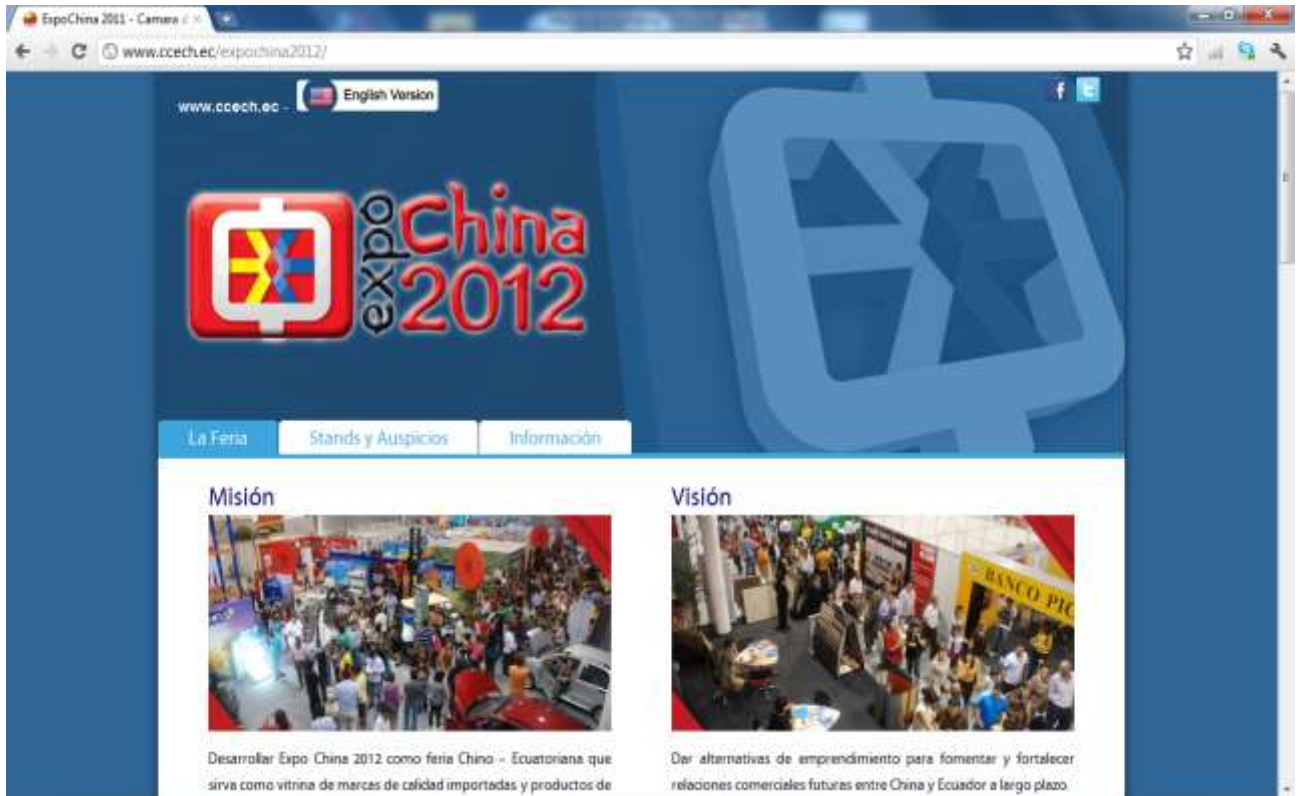 ExpoChina 2011 - Camara d
www.ccech.ec/expochina2012/
www.ccech.ec -
English Version
expo
China
2012
La Feria
Stands y Auspicios
Información
Misión
Visión
BANCO PIC
Desarrollar Expo China 2012 como feria Chino – Ecuatoriana que
sirva como vitrina de marcas de calidad importadas y productos de
Dar alternativas de emprendimiento para fomentar y fortalecer
relaciones comerciales futuras entre China y Ecuador a largo plazo.